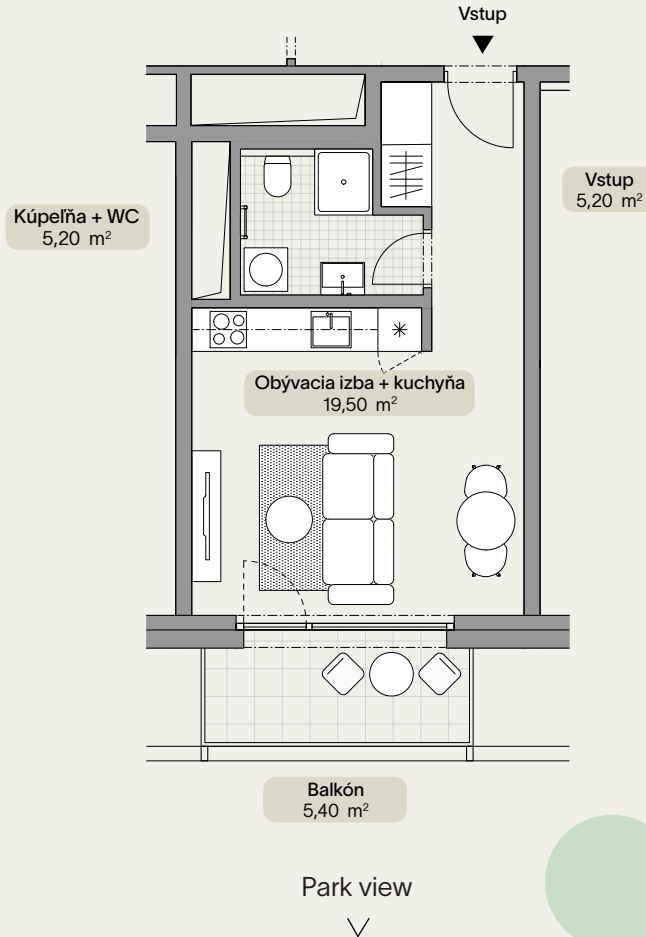 Vstup
Kúpeľňa + WC
5,20 m²
Vstup
5,20 m²
Obývacia izba + kuchyňa
19,50 m²
Balkón
5,40 m²
Park view